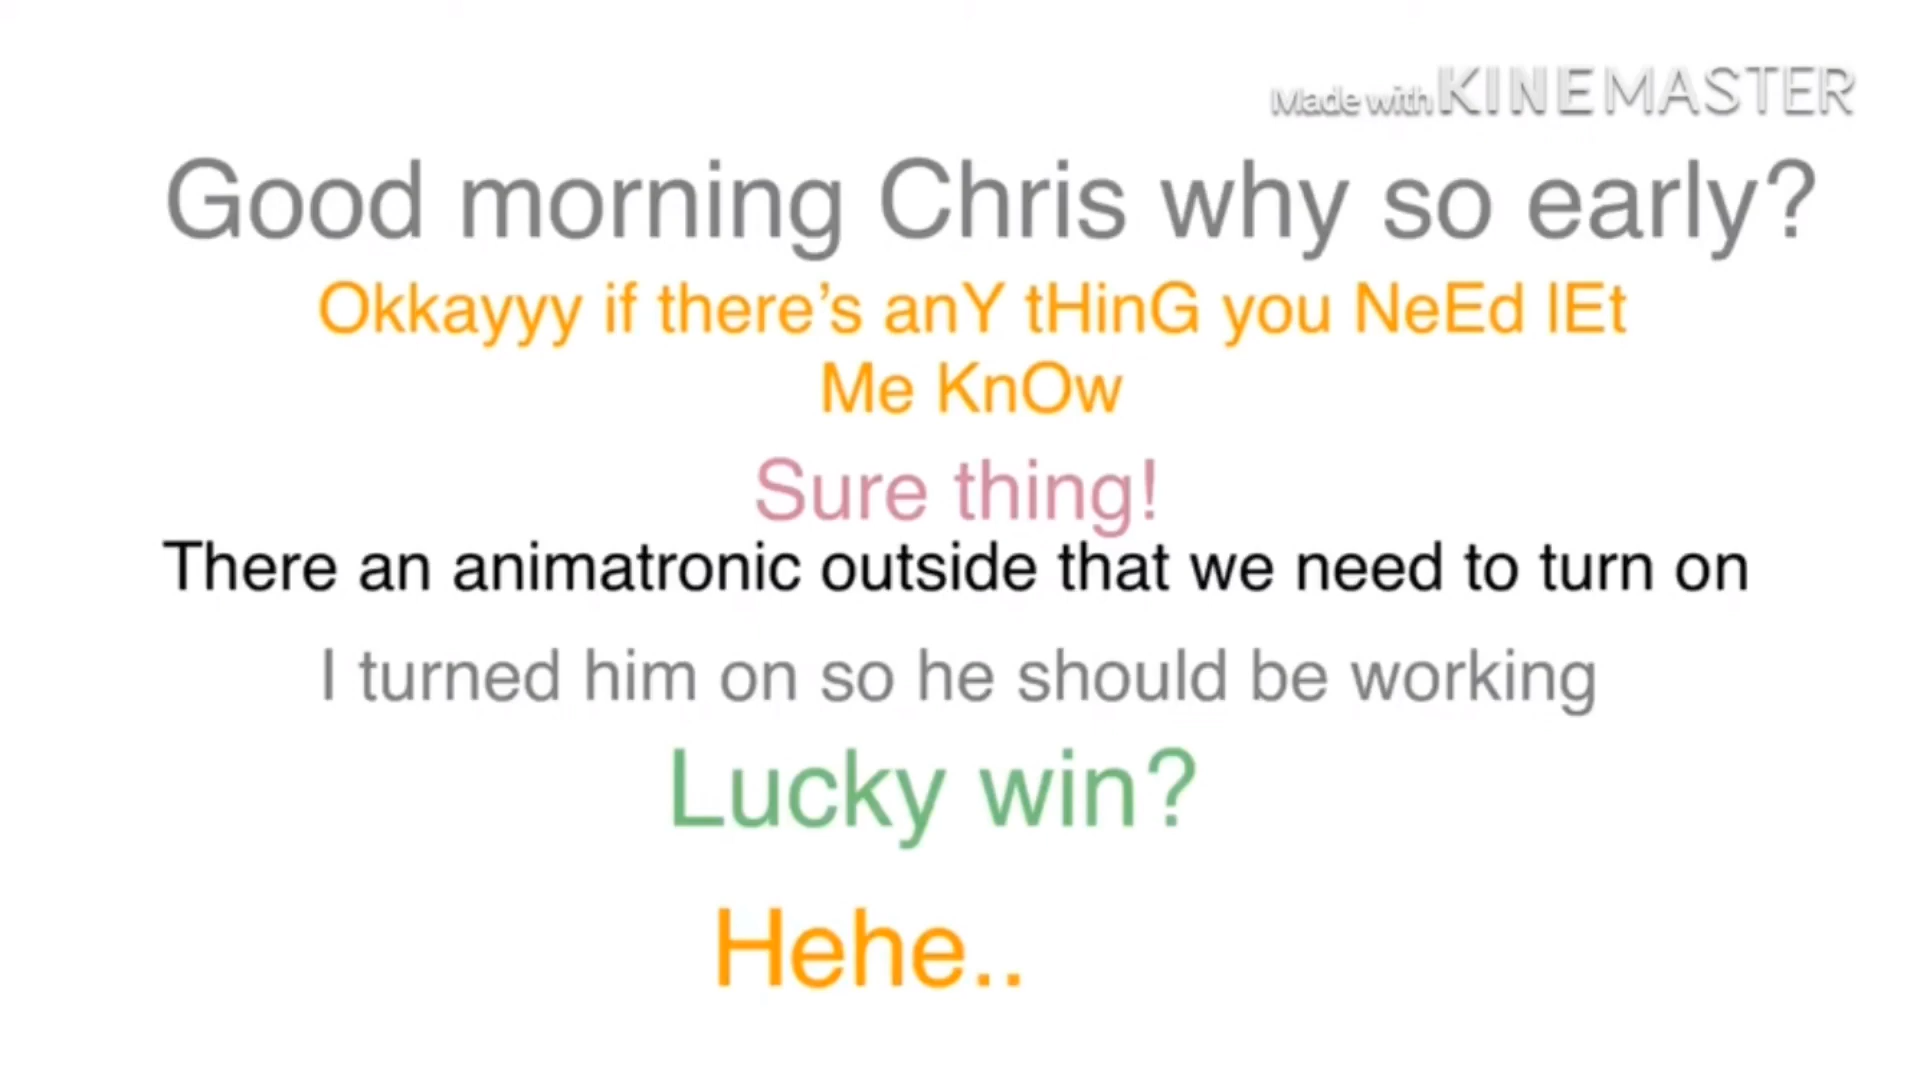 Made with KINEMASTER
Good morning Chris why so early?
Okkayyy if there’s anY tHinG you NeEd lEt
Me KnOw
Sure thing!
There an animatronic outside that we need to turn on
I turned him on so he should be working
Lucky win?
Hehe..